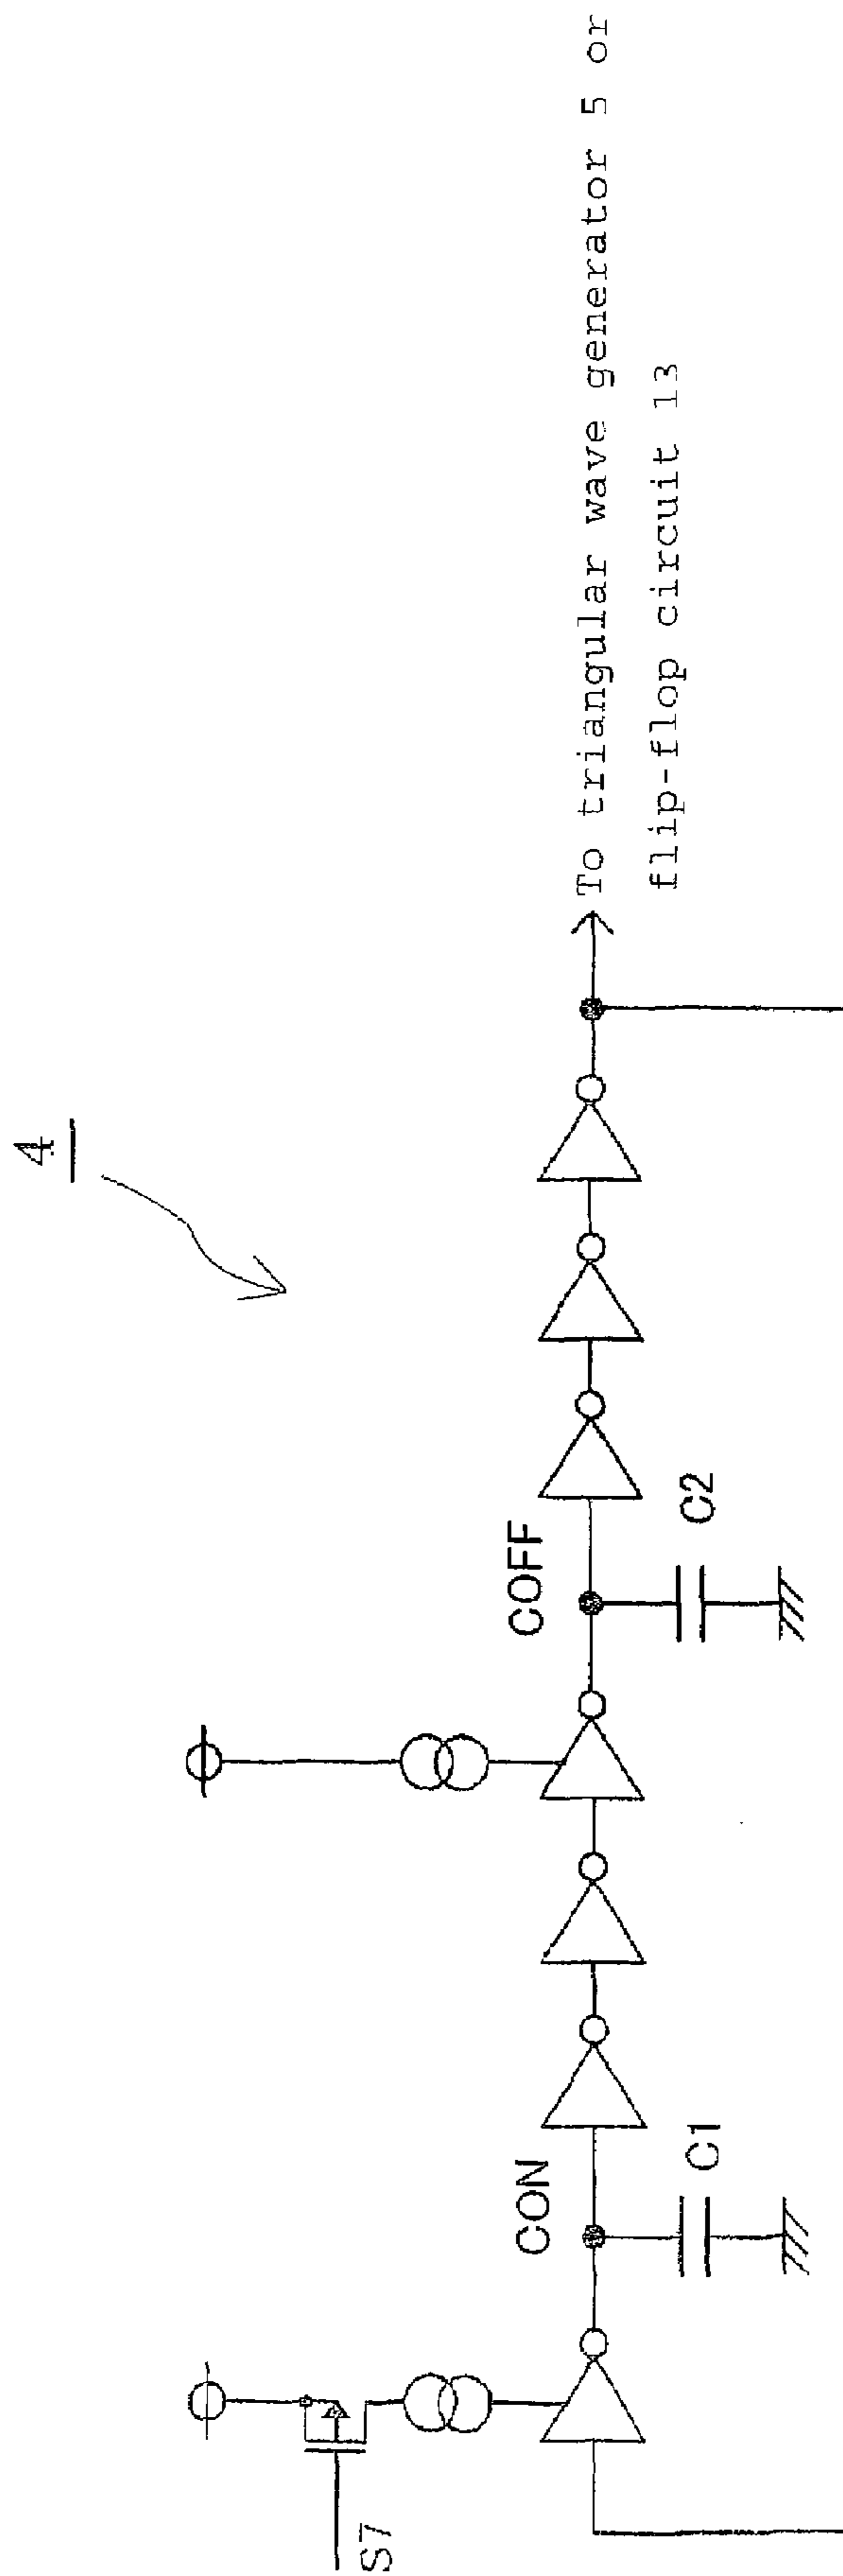 4
S7
CON
C1
COFF
C2
To triangular wave generator 5 or
flip-flop circuit 13